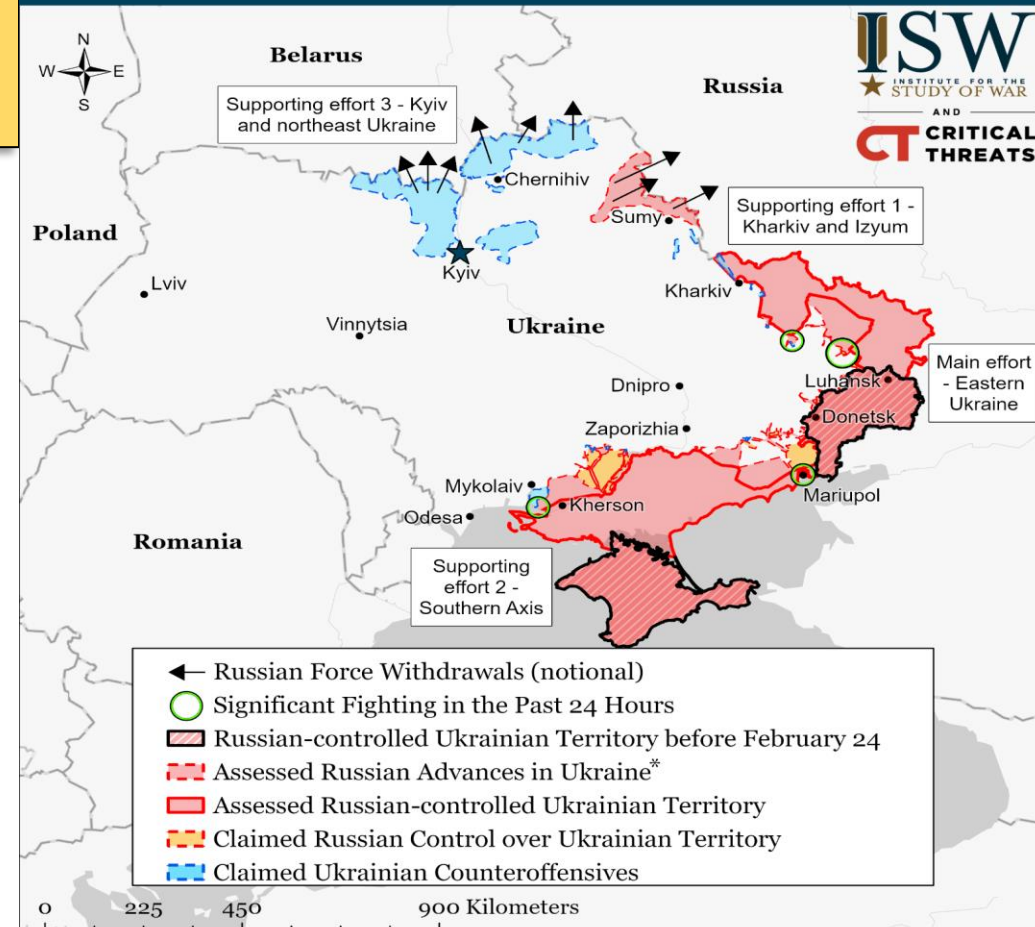 N
W E
S
Belarus
Russia
ISW
INSTITUTE FOR THE
STUDY OF WAR
AND
CT CRITICAL
THREATS
Supporting effort 3 - Kyiv
and northeast Ukraine
Chernihiv
Supporting effort 1 -
Kharkiv and Izyum
Sumy
Poland
Kyiv
Lviv
Kharkiv
Vinnytsia
Ukraine
Main effort
- Eastern
Ukraine
Luhansk
Dnipro
Donetsk
Zaporizhia
Mykolaiv
Mariupol
Kherson
Odesa
Romania
Supporting
effort 2 -
Southern Axis
Russian Force Withdrawals (notional)
Significant Fighting in the Past 24 Hours
Russian-controlled Ukrainian Territory before February 24
Assessed Russian Advances in Ukraine*
Assessed Russian-controlled Ukrainian Territory
Claimed Russian Control over Ukrainian Territory
Claimed Ukrainian Counteroffensives
0 225 450 900 Kilometers